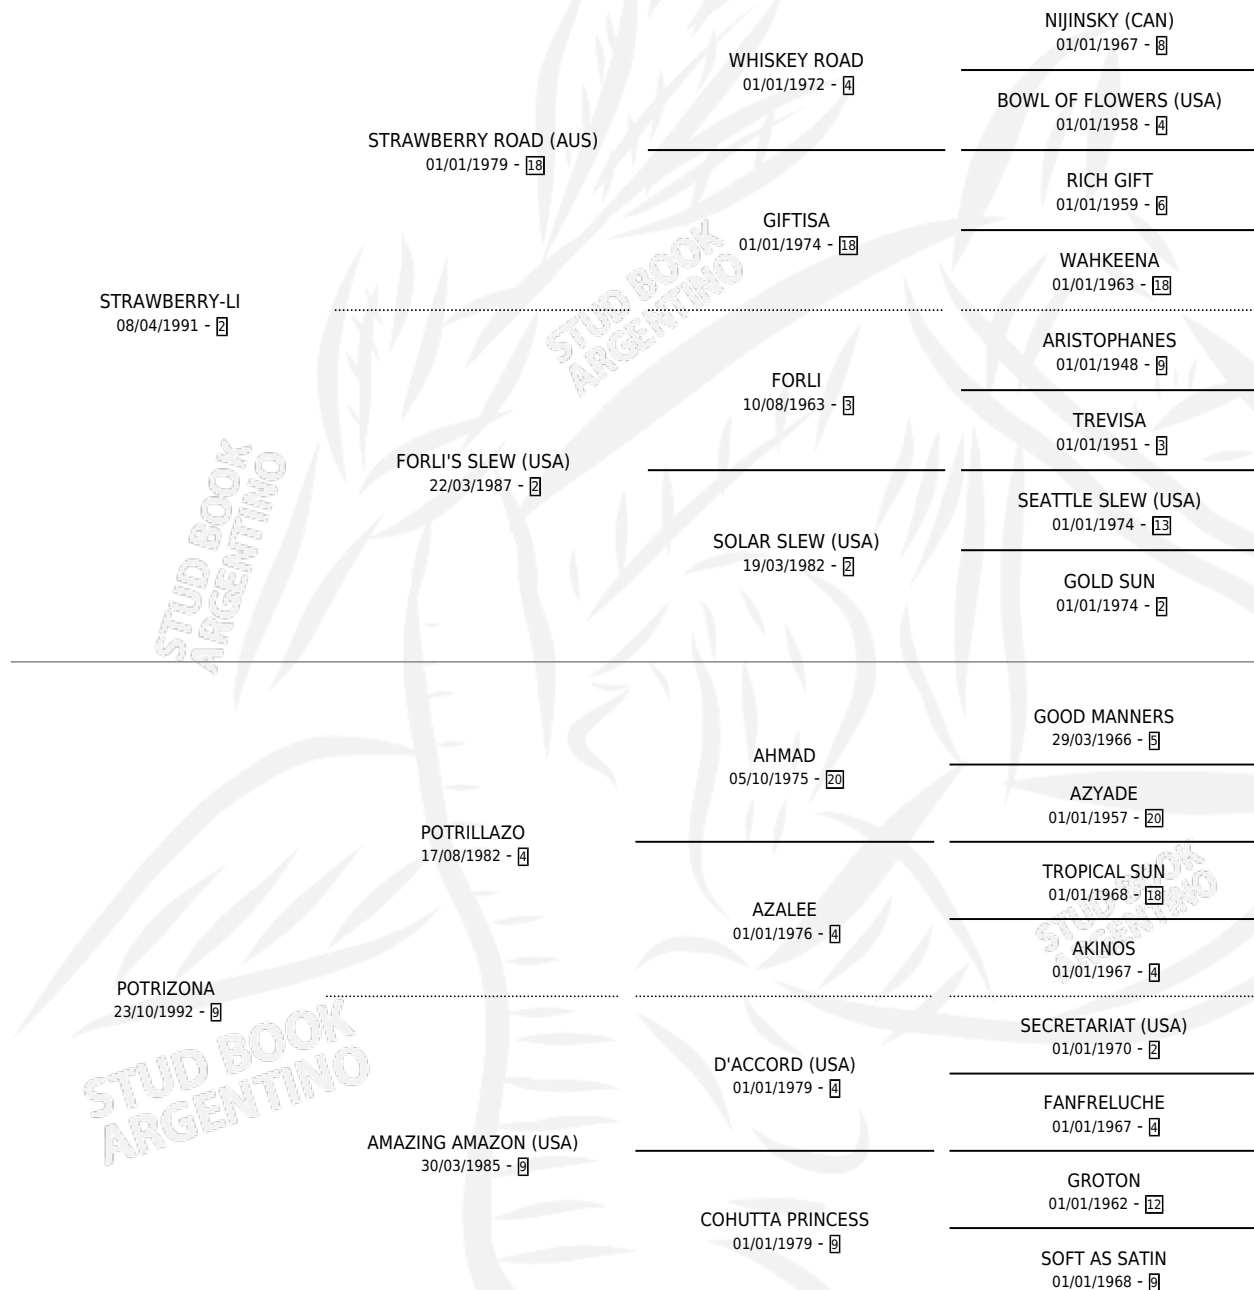 NIJINSKY (CAN)
01/01/1967 - 8
WHISKEY ROAD
01/01/1972 - 4
BOWL OF FLOWERS (USA)
01/01/1958 - 4
STRAWBERRY ROAD (AUS)
01/01/1979 - 18
RICH GIFT
01/01/1959 - 6
GIFTISA
01/01/1974 - 18
WAHKEENA
01/01/1963 - 18
STRAWBERRY-LI
08/04/1991 - 2
ARISTOPHANES
01/01/1948 - 9
FORLI
10/08/1963 - 3
TREVISA
01/01/1951 - 3
FORLI'S SLEW (USA)
22/03/1987 - 2
SEATTLE SLEW (USA)
01/01/1974 - 13
SOLAR SLEW (USA)
19/03/1982 - 2
GOLD SUN
01/01/1974 - 2
GOOD MANNERS
29/03/1966 - 5
AHMAD
05/10/1975 - 20
AZYADE
01/01/1957 - 20
POTRILLAZO
17/08/1982 - 4
TROPICAL SUN
01/01/1968 - 18
AZALEE
01/01/1976 - 4
AKINOS
01/01/1967 - 4
POTRIZONA
23/10/1992 - 9
SECRETARIAT (USA)
01/01/1970 - 2
D'ACCORD (USA)
01/01/1979 - 4
FANFRELUCHE
01/01/1967 - 4
AMAZING AMAZON (USA)
30/03/1985 - 9
GROTON
01/01/1962 - 12
COHUTTA PRINCESS
01/01/1979 - 9
SOFT AS SATIN
01/01/1968 - 9
STUD BOOK
ARGENTINO
STUD BOOK
ARGENTINO
STUD BOOK
ARGENTINO
STUD BOOK
ARGENTINO